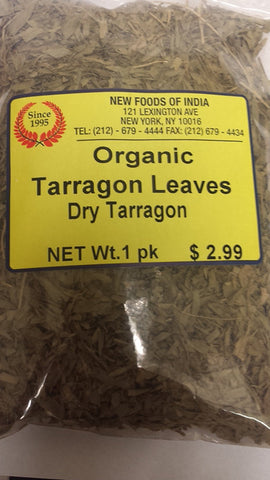 Since
1995
NEW FOODS OF INDIA
121 LEXINGTON AVE
NEW YORK, NY 10016
TEL: (212) - 679 - 4444 FAX: (212) 679 - 4434
Organic
Tarragon Leaves
Dry Tarragon
NET Wt.1 pk $ 2.99